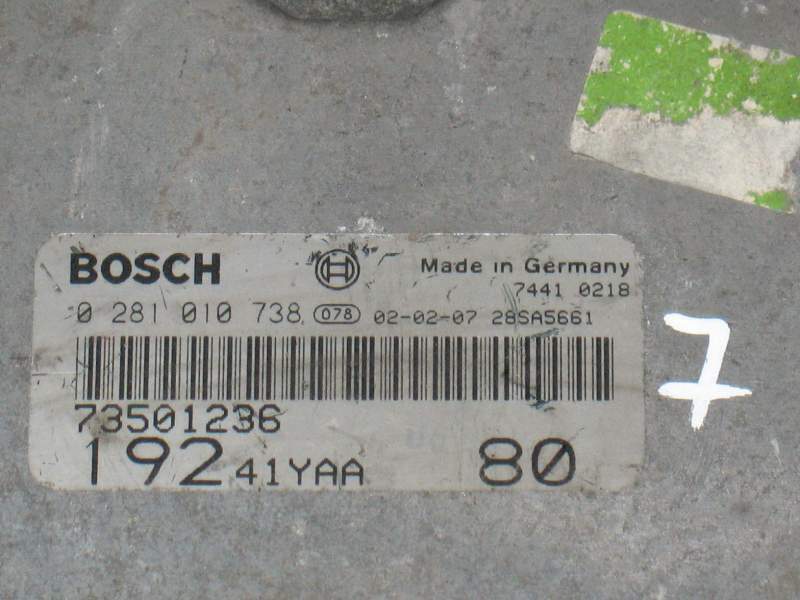 BOSCH Made in Germany
7441 0218
0 281 010 738 078 02-02-07 28SA5661
73501236
192 41YAA 80
7